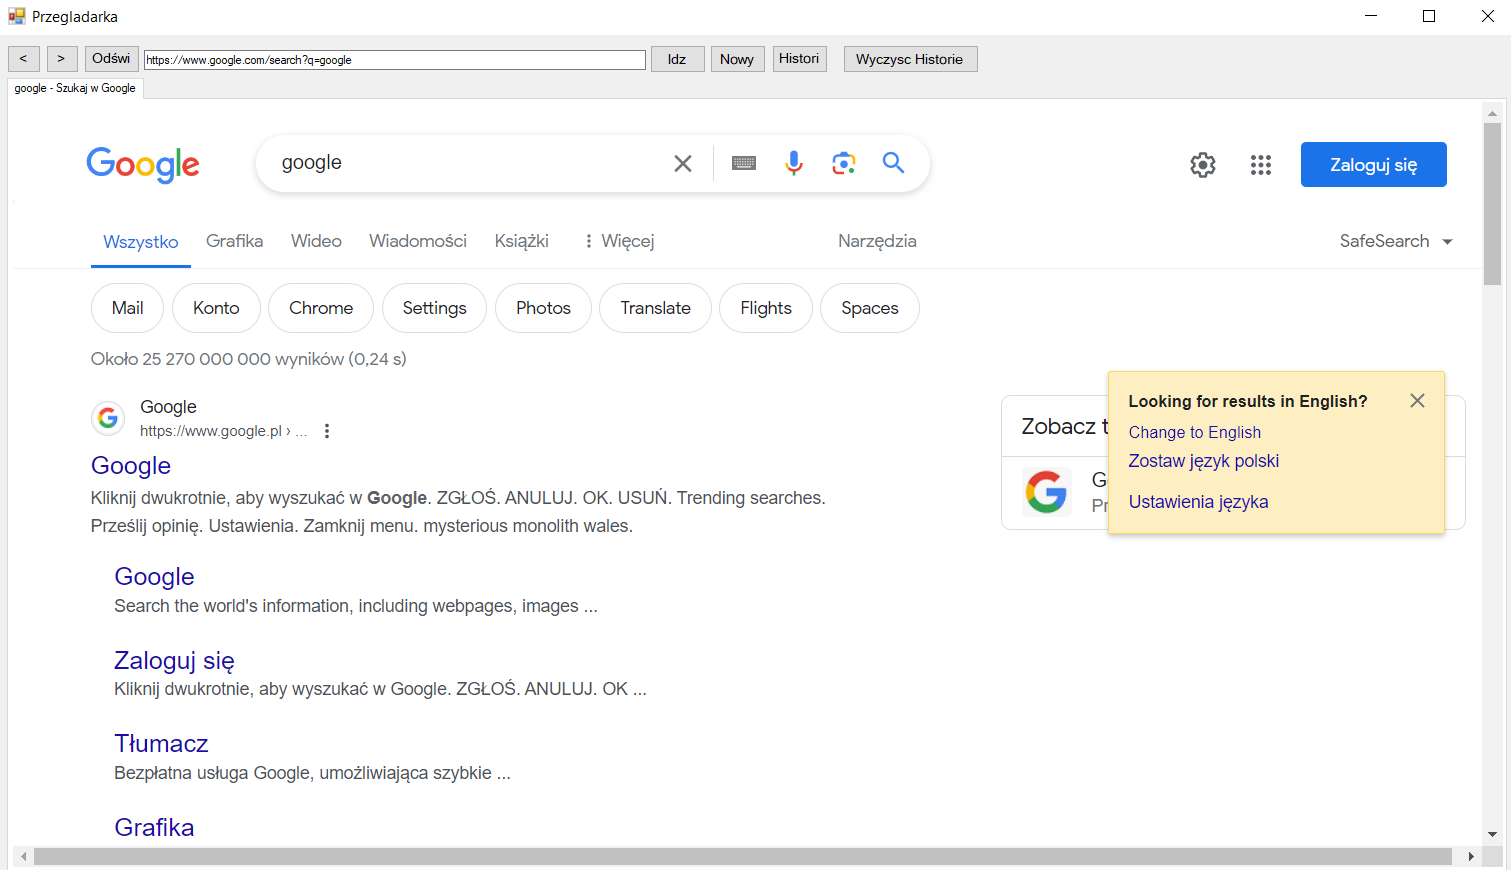 Przegladarka
< > Odświ https://www.google.com/search?q=google Idz Nowy Histori Wyczysc Historie
google - Szukaj w Google
Google google Zaloguj się
Wszystko Grafika Wideo Wiadomości Książki Więcej Narzędzia SafeSearch
Mail Konto Chrome Settings Photos Translate Flights Spaces
Około 25 270 000 000 wyników (0,24 s)
Google
https://www.google.pl › ...
Google
Kliknij dwukrotnie, aby wyszukać w Google. ZGŁOŚ. ANULUJ. OK. USUŃ. Trending searches.
Prześlij opinię. Ustawienia. Zamknij menu. mysterious monolith wales.
Google
Search the world's information, including webpages, images ...
Zaloguj się
Kliknij dwukrotnie, aby wyszukać w Google. ZGŁOŚ. ANULUJ. OK ...
Tłumacz
Bezpłatna usługa Google, umożliwiająca szybkie ...
Grafika
Zobacz t
G
Pr
Looking for results in English?
Change to English
Zostaw język polski
Ustawienia języka